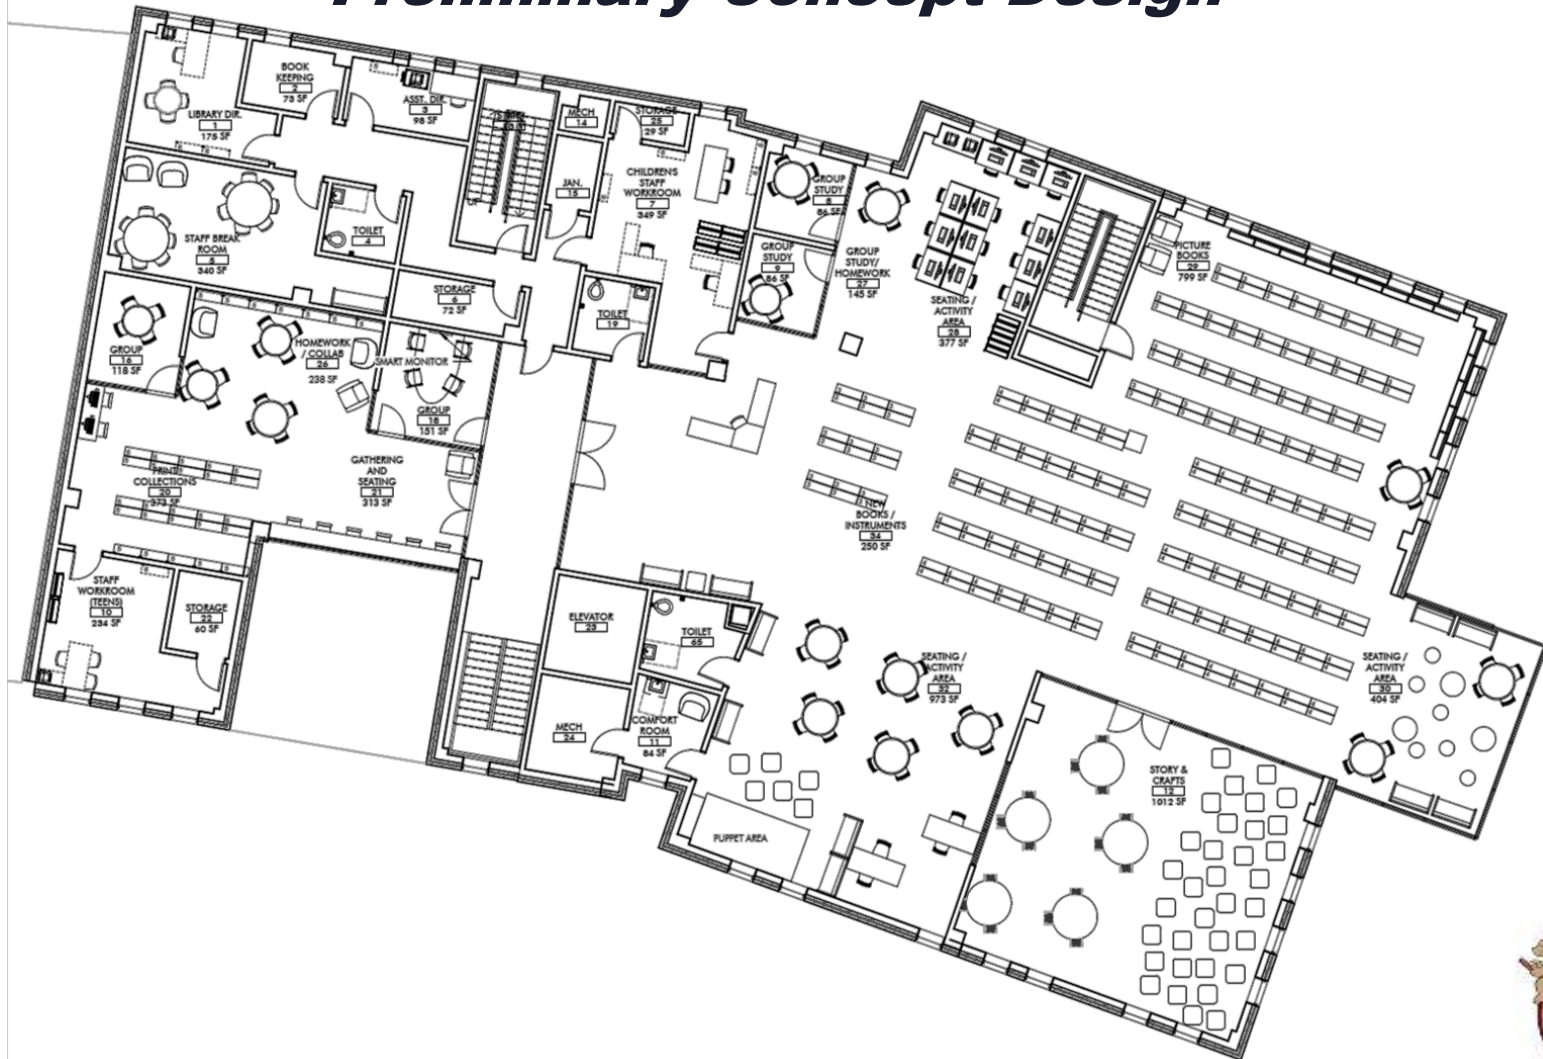 Preliminary Concept Design
BOOK
KEEPING
2
73 SF
LIBRARY DIR.
1
175 SF
ASST. DIR.
3
98 SF
MECH
14
STORAGE
25
29 SF
JAN.
15
CHILDREN'S
STAFF
WORKROOM
7
349 SF
GROUP
STUDY
8
86 SF
GROUP
STUDY
9
86 SF
GROUP
STUDY/
HOMEWORK
27
145 SF
SEATING /
ACTIVITY
AREA
28
377 SF
PICTURE
BOOKS
29
799 SF
TOILET
4
STAFF BREAK
ROOM
5
340 SF
STORAGE
6
72 SF
TOILET
19
GROUP
16
118 SF
HOMEWORK
/ COLLAB
26
238 SF
SMART MONITOR
GROUP
18
151 SF
GATHERING
AND
SEATING
21
313 SF
PRINT
COLLECTIONS
20
373 SF
NEW
BOOKS /
INSTRUMENTS
34
250 SF
STAFF
WORKROOM
(TEENS)
10
234 SF
STORAGE
22
60 SF
ELEVATOR
23
TOILET
65
MECH
24
COMFORT
ROOM
11
84 SF
SEATING /
ACTIVITY
AREA
32
973 SF
SEATING /
ACTIVITY
AREA
30
404 SF
STORY &
CRAFTS
12
1012 SF
PUPPET AREA